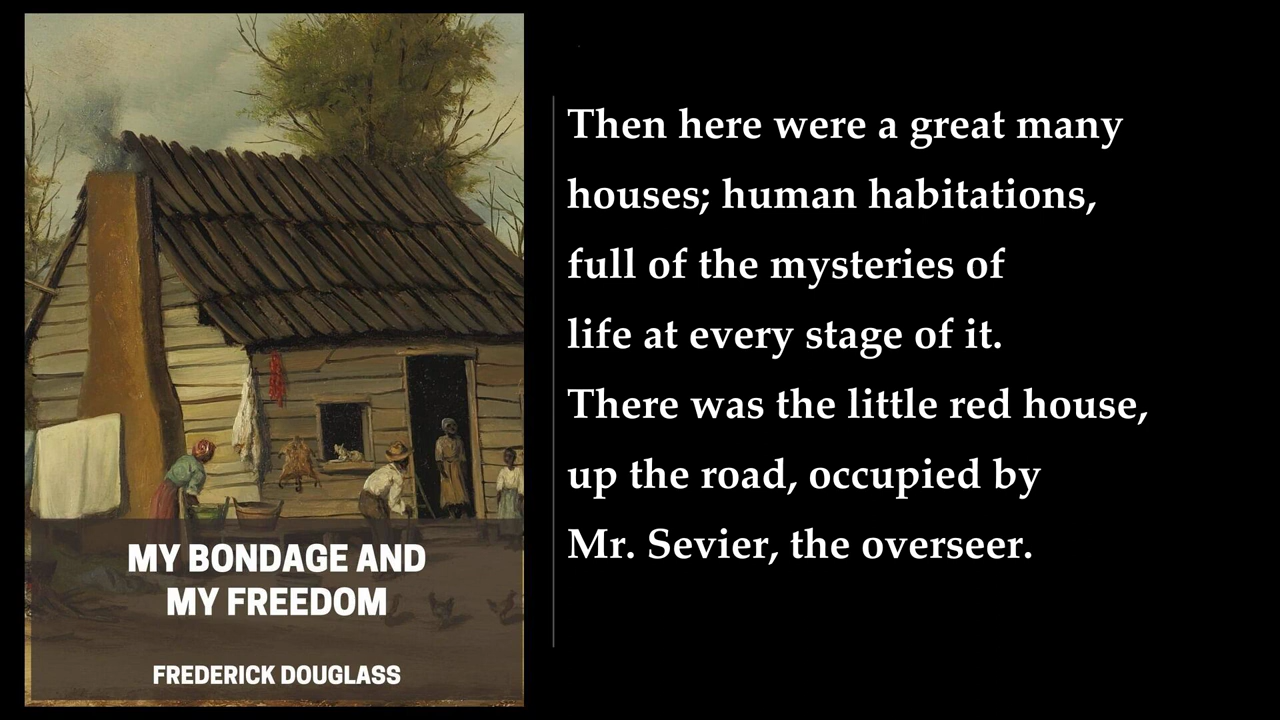 MY BONDAGE AND
MY FREEDOM
FREDERICK DOUGLASS
Then here were a great many
houses; human habitations,
full of the mysteries of
life at every stage of it.
There was the little red house,
up the road, occupied by
Mr. Sevier, the overseer.